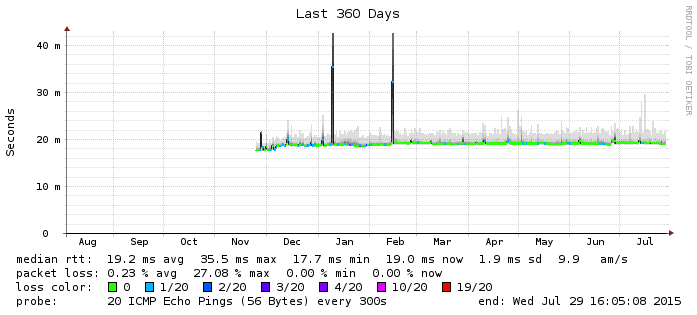 Last 360 Days
RRDTOOL / TOBI OETIKER
Seconds
40 m
30 m
20 m
10 m
0
Aug Sep Oct Nov Dec Jan Feb Mar Apr May Jun Jul
median rtt: 19.2 ms avg 35.5 ms max 17.7 ms min 19.0 ms now 1.9 ms sd 9.9 am/s
packet loss: 0.23 % avg 27.08 % max 0.00 % min 0.00 % now
loss color: 0 1/20 2/20 3/20 4/20 10/20 19/20
probe: 20 ICMP Echo Pings (56 Bytes) every 300s end: Wed Jul 29 16:05:08 2015